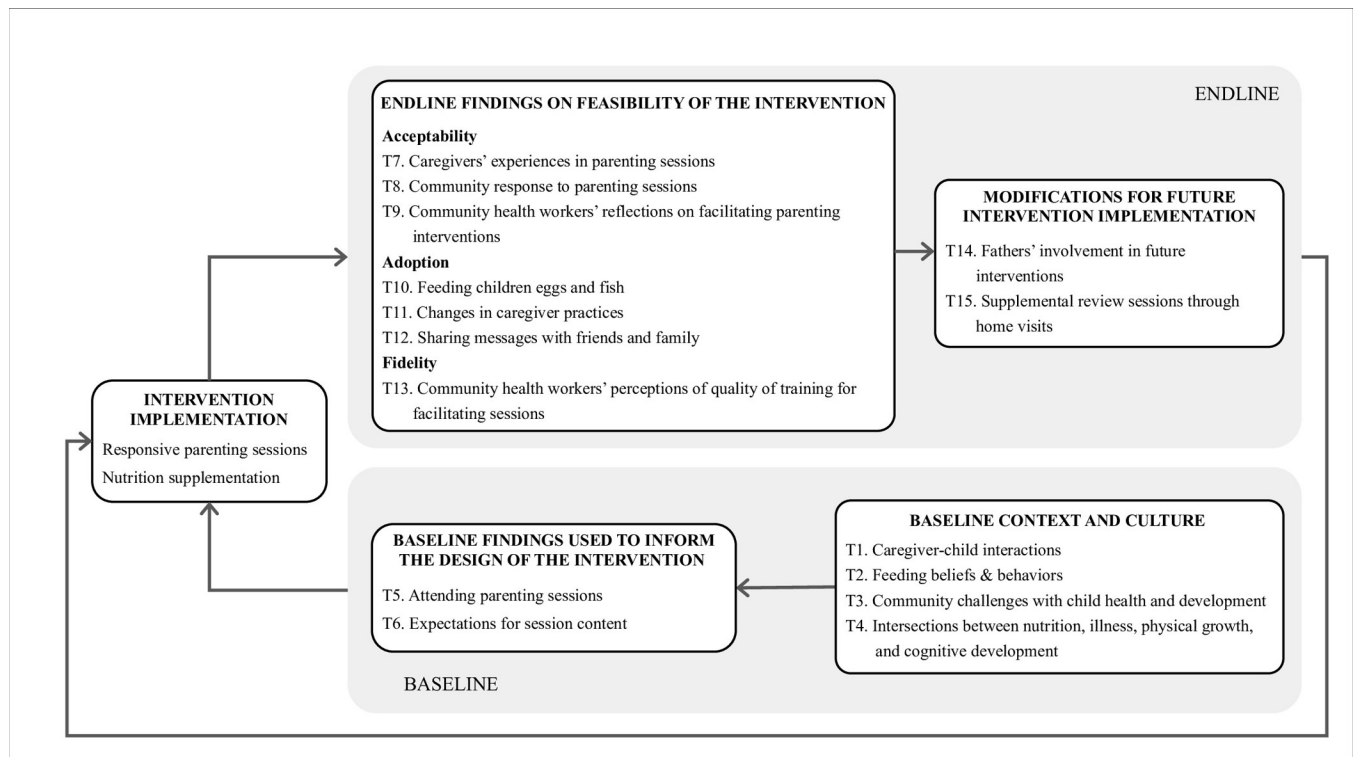 ENDLINE
ENDLINE FINDINGS ON FEASIBILITY OF THE INTERVENTION
Acceptability
T7. Caregivers’ experiences in parenting sessions
T8. Community response to parenting sessions
T9. Community health workers’ reflections on facilitating parenting
interventions
Adoption
T10. Feeding children eggs and fish
T11. Changes in caregiver practices
T12. Sharing messages with friends and family
Fidelity
T13. Community health workers’ perceptions of quality of training for
facilitating sessions
MODIFICATIONS FOR FUTURE
INTERVENTION IMPLEMENTATION
T14. Fathers’ involvement in future
interventions
T15. Supplemental review sessions through
home visits
INTERVENTION
IMPLEMENTATION
Responsive parenting sessions
Nutrition supplementation
BASELINE FINDINGS USED TO INFORM
THE DESIGN OF THE INTERVENTION
T5. Attending parenting sessions
T6. Expectations for session content
BASELINE CONTEXT AND CULTURE
T1. Caregiver-child interactions
T2. Feeding beliefs & behaviors
T3. Community challenges with child health and development
T4. Intersections between nutrition, illness, physical growth,
and cognitive development
BASELINE